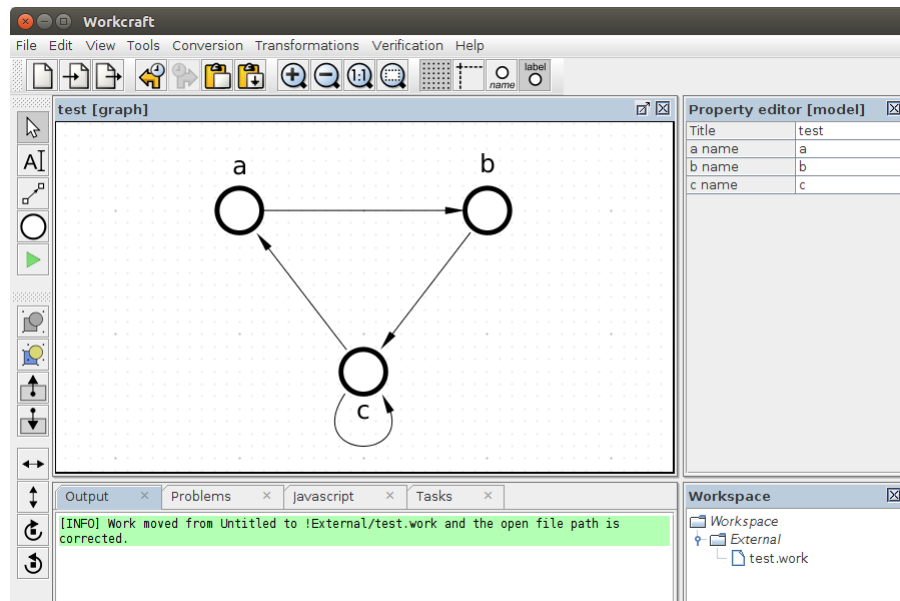 Workcraft
File Edit View Tools Conversion Transformations Verification Help
1:1
name
label
test [graph]
Property editor [model]
Title test
a name a
b name b
c name c
A
a
b
c
Output Problems Javascript Tasks
[INFO] Work moved from Untitled to !External/test.work and the open file path is
corrected.
Workspace
Workspace
External
test.work